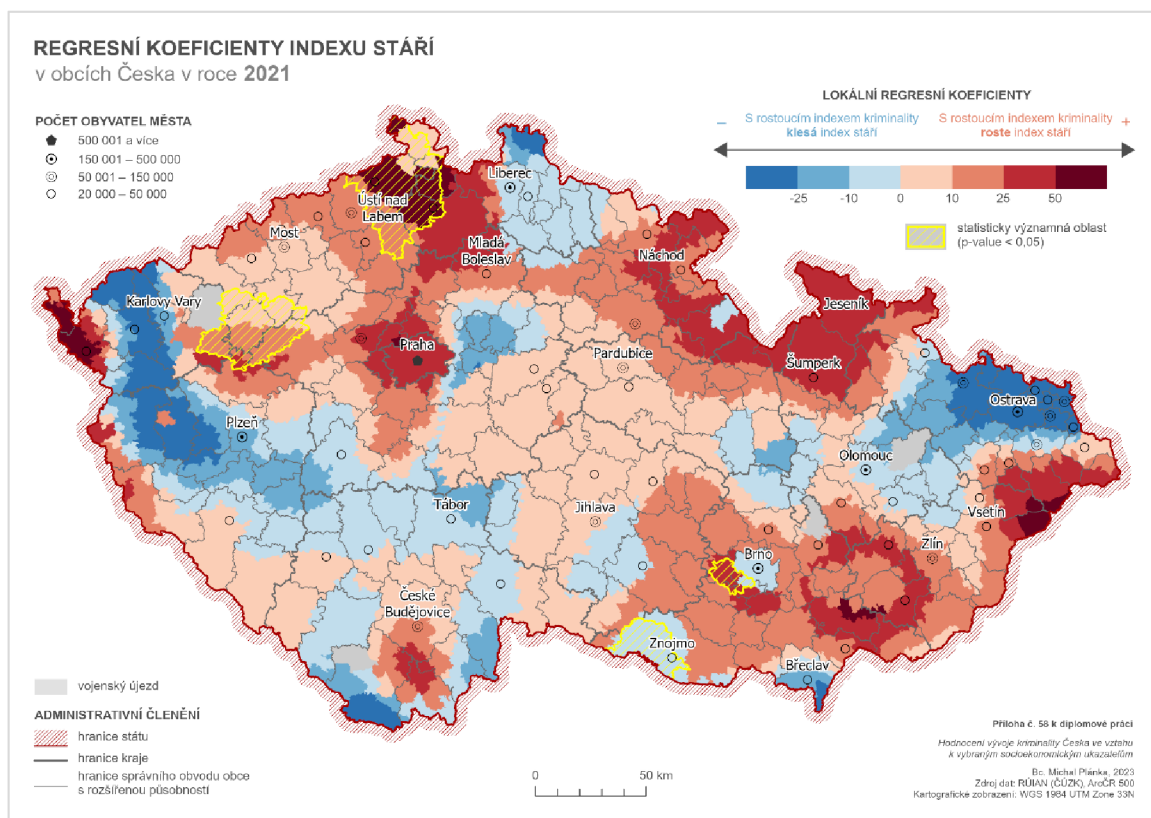 REGRESNÍ KOEFICIENTY INDEXU STÁŘÍ
v obcích Česka v roce 2021
POČET OBYVATEL MĚSTA
500 001 a více
150 001 – 500 000
50 001 – 150 000
20 000 – 50 000
LOKÁLNÍ REGRESNÍ KOEFICIENTY
– S rostoucím indexem kriminality
klesá index stáří
S rostoucím indexem kriminality +
roste index stáří
-25 -10 0 10 25 50
statisticky významná oblast
(p-value < 0,05)
Liberec
Ústí nad
Labem
Most
Mladá
Boleslav
Náchod
Karlovy Vary
Jeseník
Praha
Pardubice
Šumperk
Plzeň
Ostrava
Olomouc
Tábor
Jihlava
Vsetín
Brno
Zlín
České
Budějovice
Znojmo
Břeclav
vojenský újezd
ADMINISTRATIVNÍ ČLENĚNÍ
hranice státu
hranice kraje
hranice správního obvodu obce
s rozšířenou působností
0 50 km
Příloha č. 58 k diplomové práci
Hodnocení vývoje kriminality Česka ve vztahu
k vybraným socioekonomickým ukazatelům
Bc. Michal Plánka, 2023
Zdroj dat: RÚIAN (ČÚZK), ArcČR 500
Kartografické zobrazení: WGS 1984 UTM Zone 33N